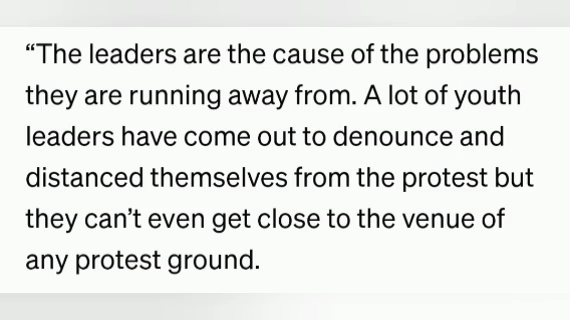 “The leaders are the cause of the problems
they are running away from. A lot of youth
leaders have come out to denounce and
distanced themselves from the protest but
they can’t even get close to the venue of
any protest ground.